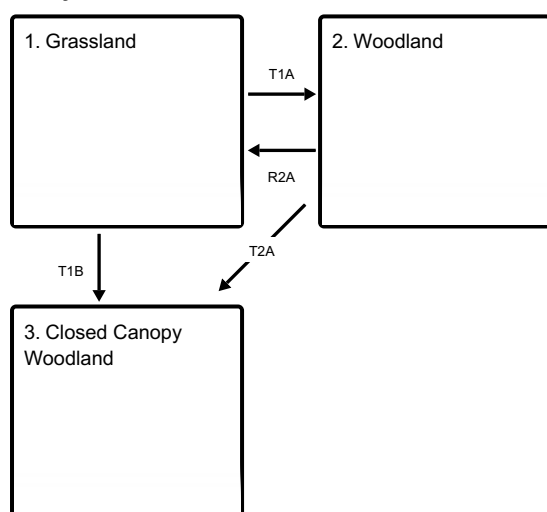 1. Grassland
2. Woodland
T1A
R2A
T2A
T1B
3. Closed Canopy
Woodland